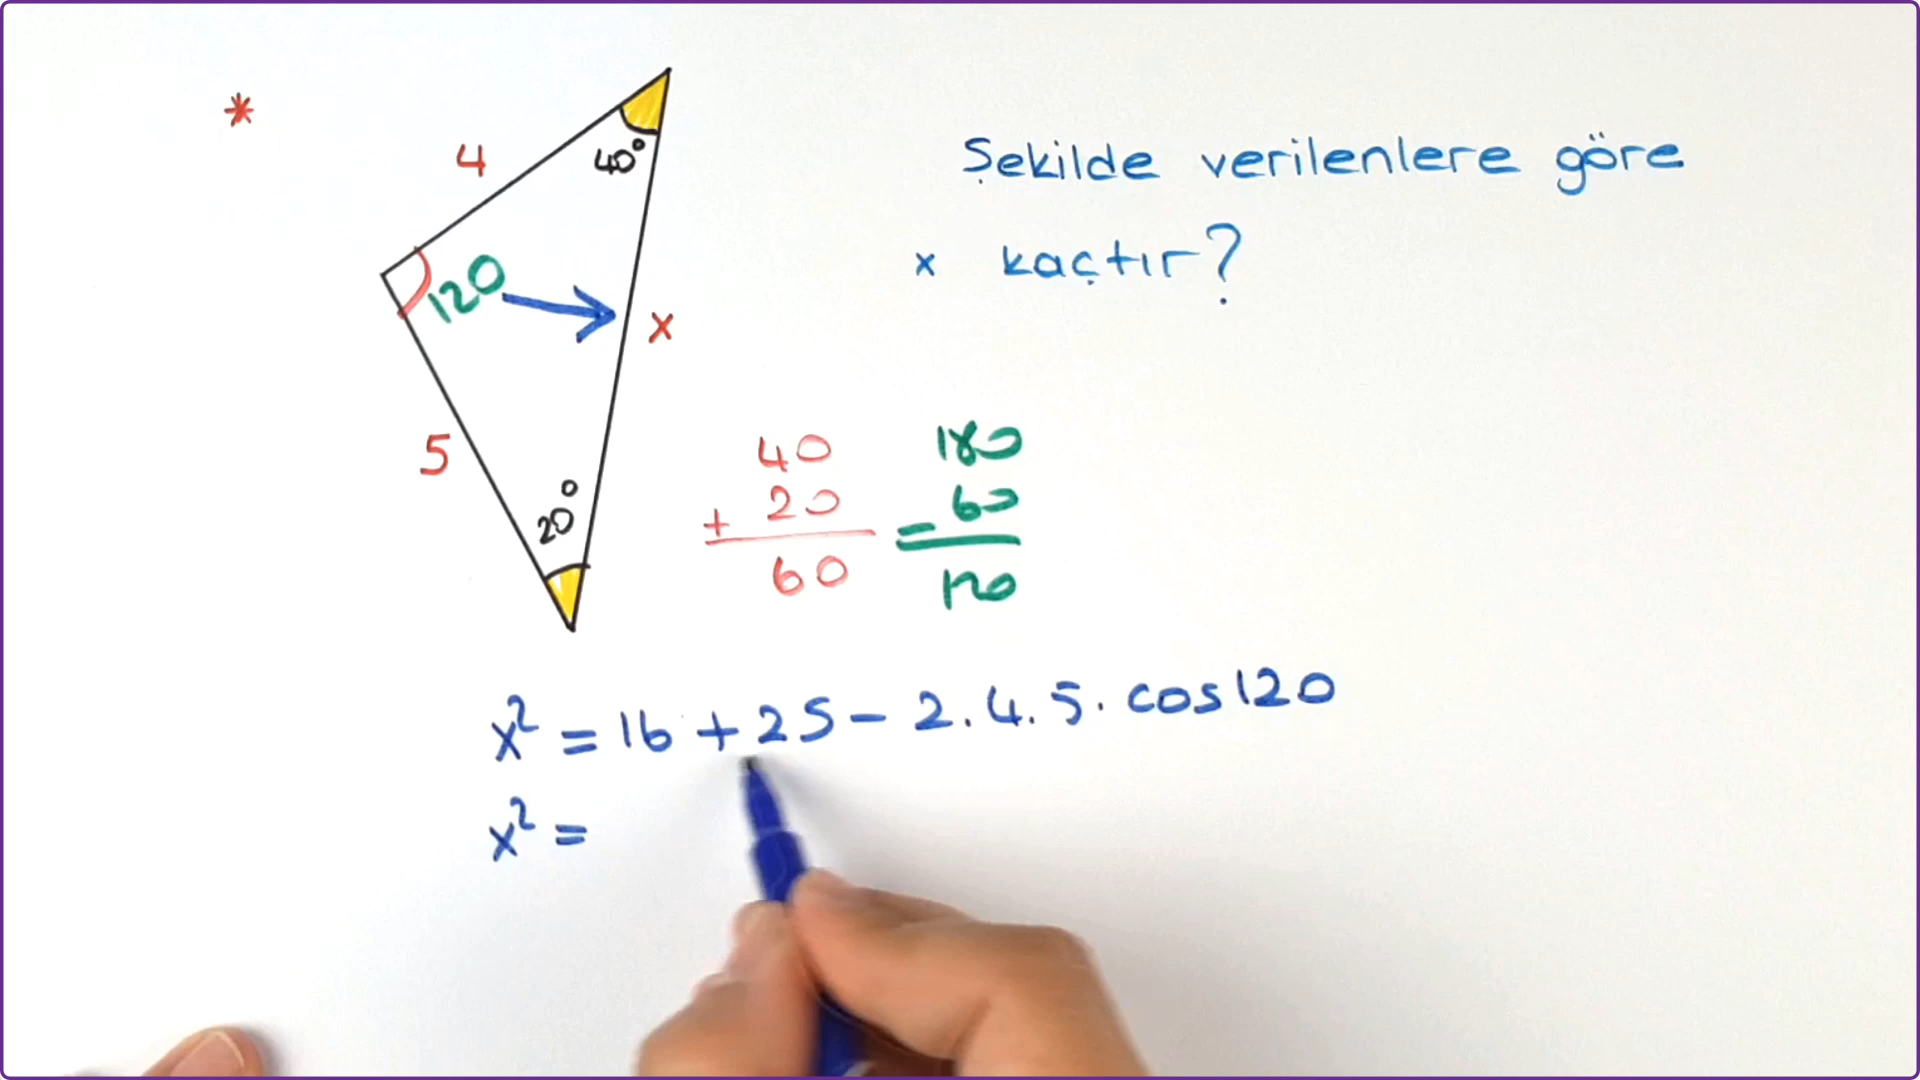 *
Şekilde verilenlere göre
x kaçtır?
4
40°
120
x
5
20°
40
+ 20
60
180
- 60
120
x² = 16 + 25 - 2.4.5. cos120
x² =